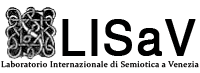 LISaV
Laboratorio Internazionale di Semiotica a Venezia